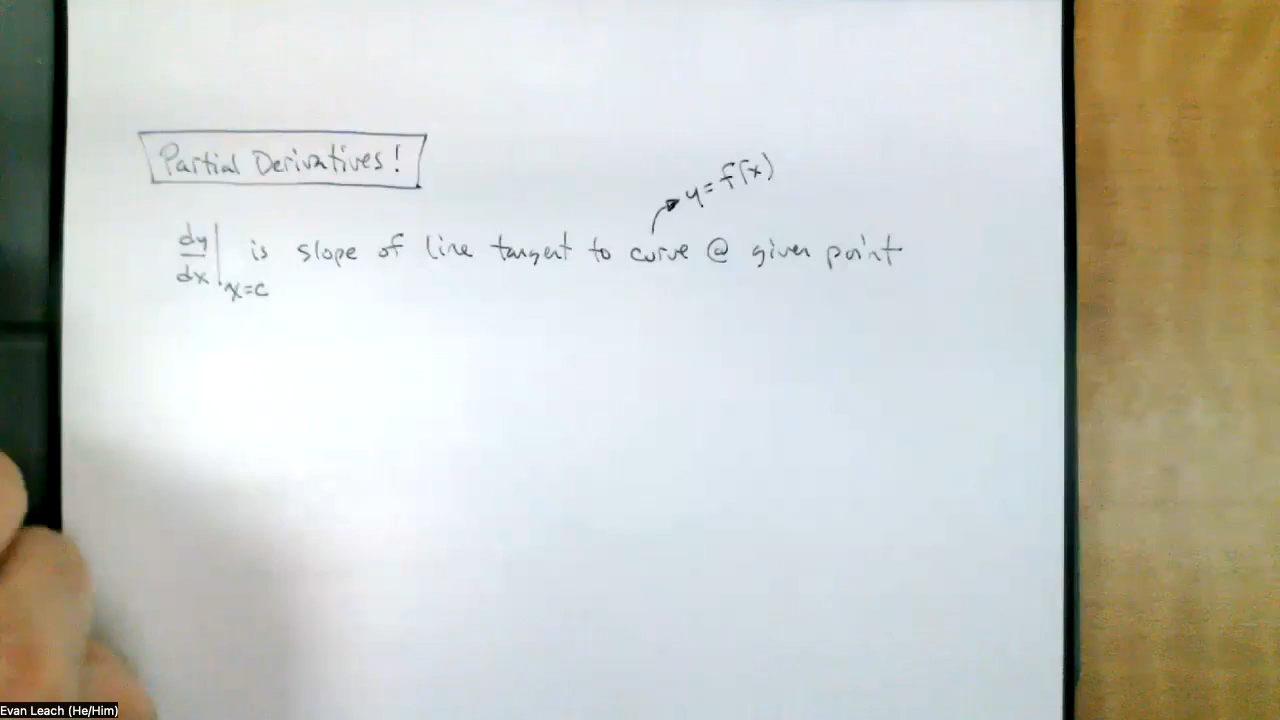 Partial Derivatives!
y = f(x)
dy/dx |x=c is slope of line tangent to curve @ given point
Evan Leach (He/Him)